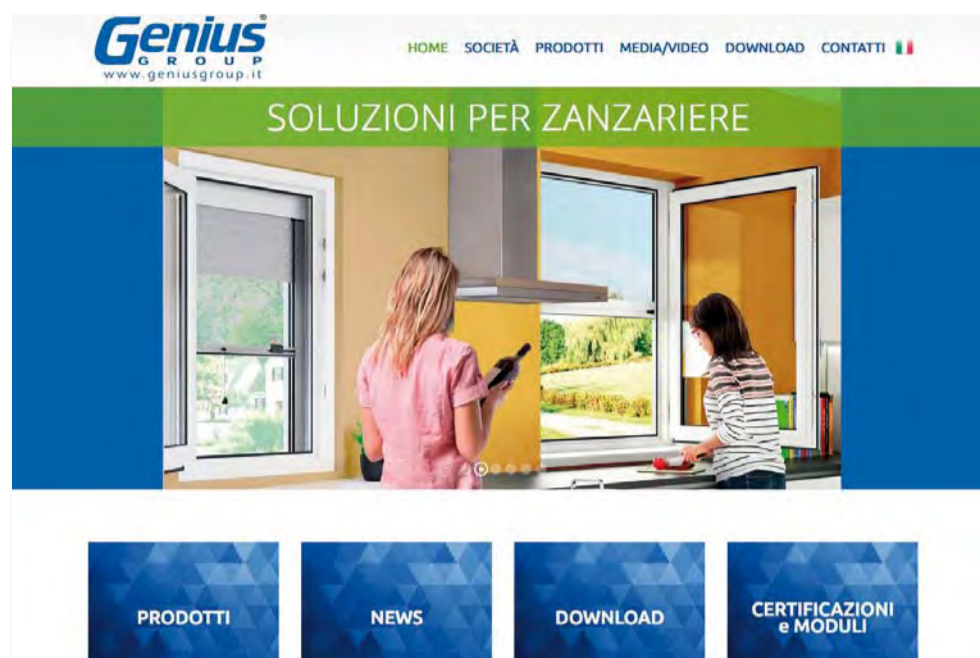 Genius®
GROUP
www.geniusgroup.it
HOME SOCIETÀ PRODOTTI MEDIA/VIDEO DOWNLOAD CONTATTI
SOLUZIONI PER ZANZARIERE
PRODOTTI
NEWS
DOWNLOAD
CERTIFICAZIONI
e MODULI